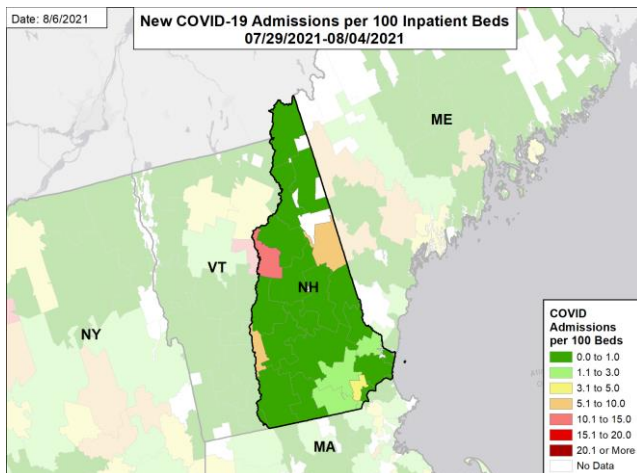 Date: 8/6/2021
New COVID-19 Admissions per 100 Inpatient Beds
07/29/2021-08/04/2021
ME
VT
NH
NY
MA
COVID
Admissions
per 100 Beds
0.0 to 1.0
1.1 to 3.0
3.1 to 5.0
5.1 to 10.0
10.1 to 15.0
15.1 to 20.0
20.1 or More
No Data